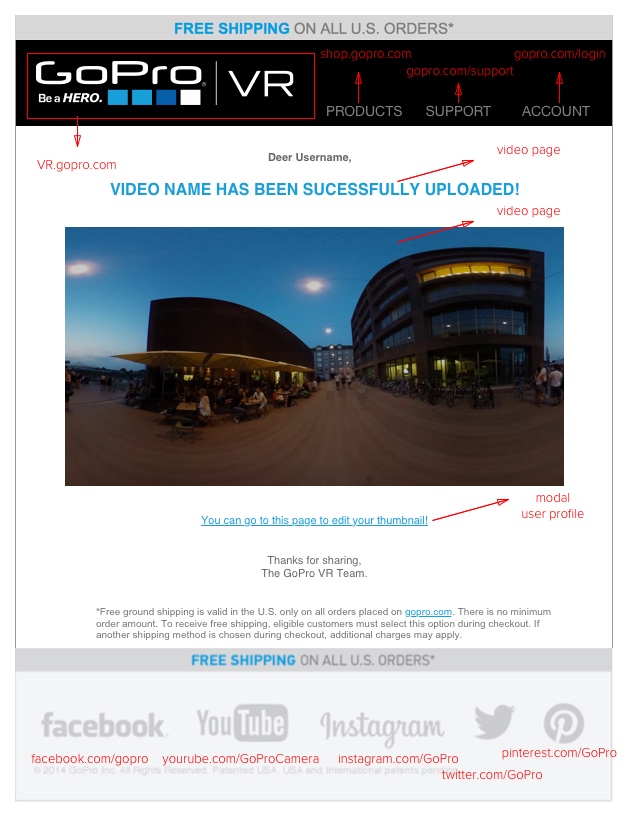 FREE SHIPPING ON ALL U.S. ORDERS*
GoPro® VR
Be a HERO.
shop.gopro.com
gopro.com/support
gopro.com/login
PRODUCTS SUPPORT ACCOUNT
VR.gopro.com
video page
Dear Username,
VIDEO NAME HAS BEEN SUCESSFULLY UPLOADED!
video page
modal
user profile
You can go to this page to edit your thumbnail!
Thanks for sharing,
The GoPro VR Team.
*Free ground shipping is valid in the U.S. only on all orders placed on gopro.com. There is no minimum
order amount. To receive free shipping, eligible customers must select this option during checkout. If
another shipping method is chosen during checkout, additional charges may apply.
FREE SHIPPING ON ALL U.S. ORDERS*
facebook. YouTube Instagram
facebook.com/gopro yourube.com/GoProCamera instagram.com/GoPro pinterest.com/GoPro
© 2014 GoPro Inc. All Rights Reserved. Patented USA. USA and International patents pending.
twitter.com/GoPro